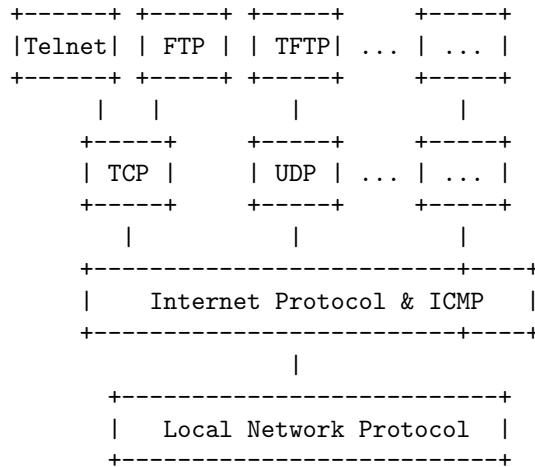 +------+ +-----+ +-----+ +-----+
|Telnet| | FTP | | TFTP| ... | ... |
+------+ +-----+ +-----+ +-----+
| | | |
+-----+ +-----+ +-----+
| TCP | | UDP | ... | ... |
+-----+ +-----+ +-----+
| | |
+--------------------------+----+
| Internet Protocol & ICMP |
+--------------------------+----+
|
+---------------------------+
| Local Network Protocol |
+---------------------------+